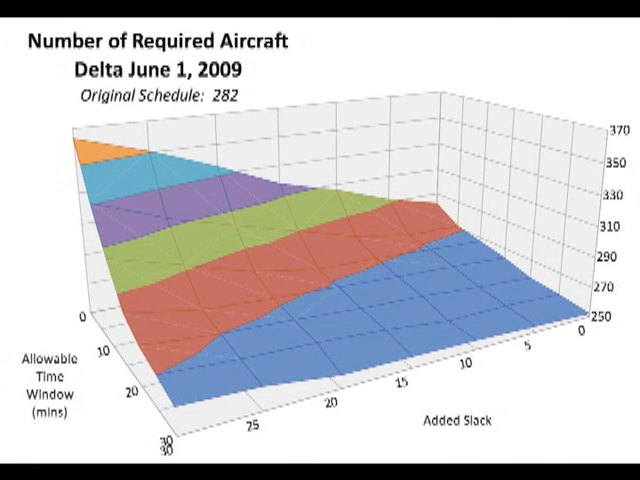 Number of Required Aircraft
Delta June 1, 2009
Original Schedule: 282
370
350
330
310
290
270
250
0
10
20
30
Allowable
Time
Window
(mins)
30
25
20
15
10
5
0
Added Slack